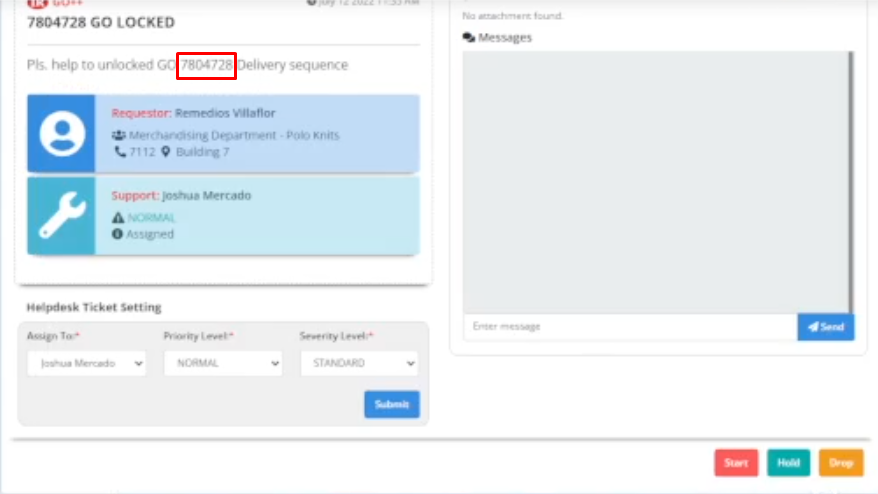 GO++
July 12 2022 11:53 AM
7804728 GO LOCKED
Pls. help to unlocked GO 7804728 Delivery sequence
Requestor: Remedios Villaflor
Merchandising Department - Polo Knits
7112 Building 7
Support: Joshua Mercado
NORMAL
Assigned
Helpdesk Ticket Setting
Assign To:* Priority Level:* Severity Level:*
Joshua Mercado NORMAL STANDARD
Submit
No attachment found.
Messages
Enter message Send
Start Hold Drop